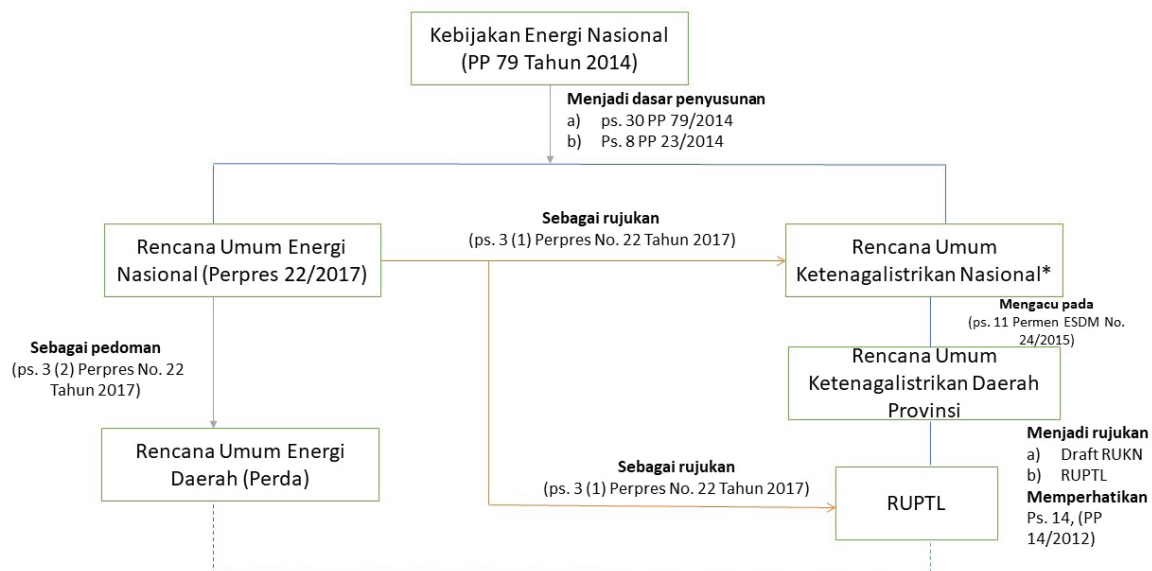 Kebijakan Energi Nasional
(PP 79 Tahun 2014)
Menjadi dasar penyusunan
a) ps. 30 PP 79/2014
b) Ps. 8 PP 23/2014
Rencana Umum Energi
Nasional (Perpres 22/2017)
Sebagai rujukan
(ps. 3 (1) Perpres No. 22 Tahun 2017)
Rencana Umum
Ketenagalistrikan Nasional*
Mengacu pada
(ps. 11 Permen ESDM No.
24/2015)
Sebagai pedoman
(ps. 3 (2) Perpres No. 22
Tahun 2017)
Rencana Umum
Ketenagalistrikan Daerah
Provinsi
Rencana Umum Energi
Daerah (Perda)
Sebagai rujukan
(ps. 3 (1) Perpres No. 22 Tahun 2017)
RUPTL
Menjadi rujukan
a) Draft RUKN
b) RUPTL
Memperhatikan
Ps. 14, (PP
14/2012)